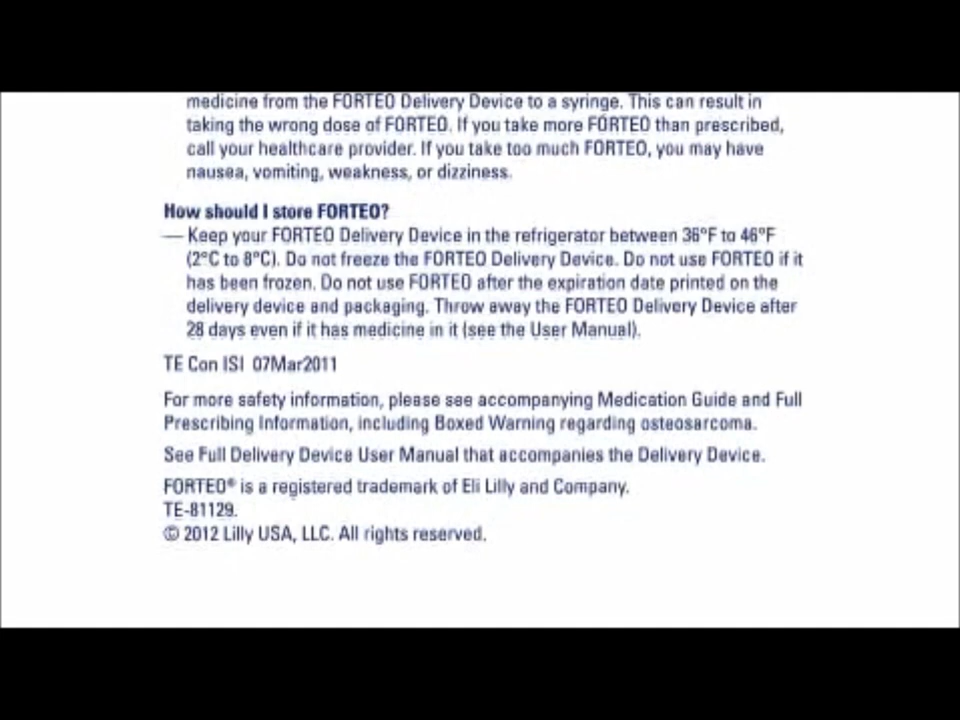 medicine from the FORTEO Delivery Device to a syringe. This can result in
taking the wrong dose of FORTEO. If you take more FORTEO than prescribed,
call your healthcare provider. If you take too much FORTEO, you may have
nausea, vomiting, weakness, or dizziness.
How should I store FORTEO?
— Keep your FORTEO Delivery Device in the refrigerator between 36°F to 46°F
(2°C to 8°C). Do not freeze the FORTEO Delivery Device. Do not use FORTEO if it
has been frozen. Do not use FORTEO after the expiration date printed on the
delivery device and packaging. Throw away the FORTEO Delivery Device after
28 days even if it has medicine in it (see the User Manual).
TE Con ISI 07Mar2011
For more safety information, please see accompanying Medication Guide and Full
Prescribing Information, including Boxed Warning regarding osteosarcoma.
See Full Delivery Device User Manual that accompanies the Delivery Device.
FORTEO® is a registered trademark of Eli Lilly and Company.
TE-81129.
© 2012 Lilly USA, LLC. All rights reserved.